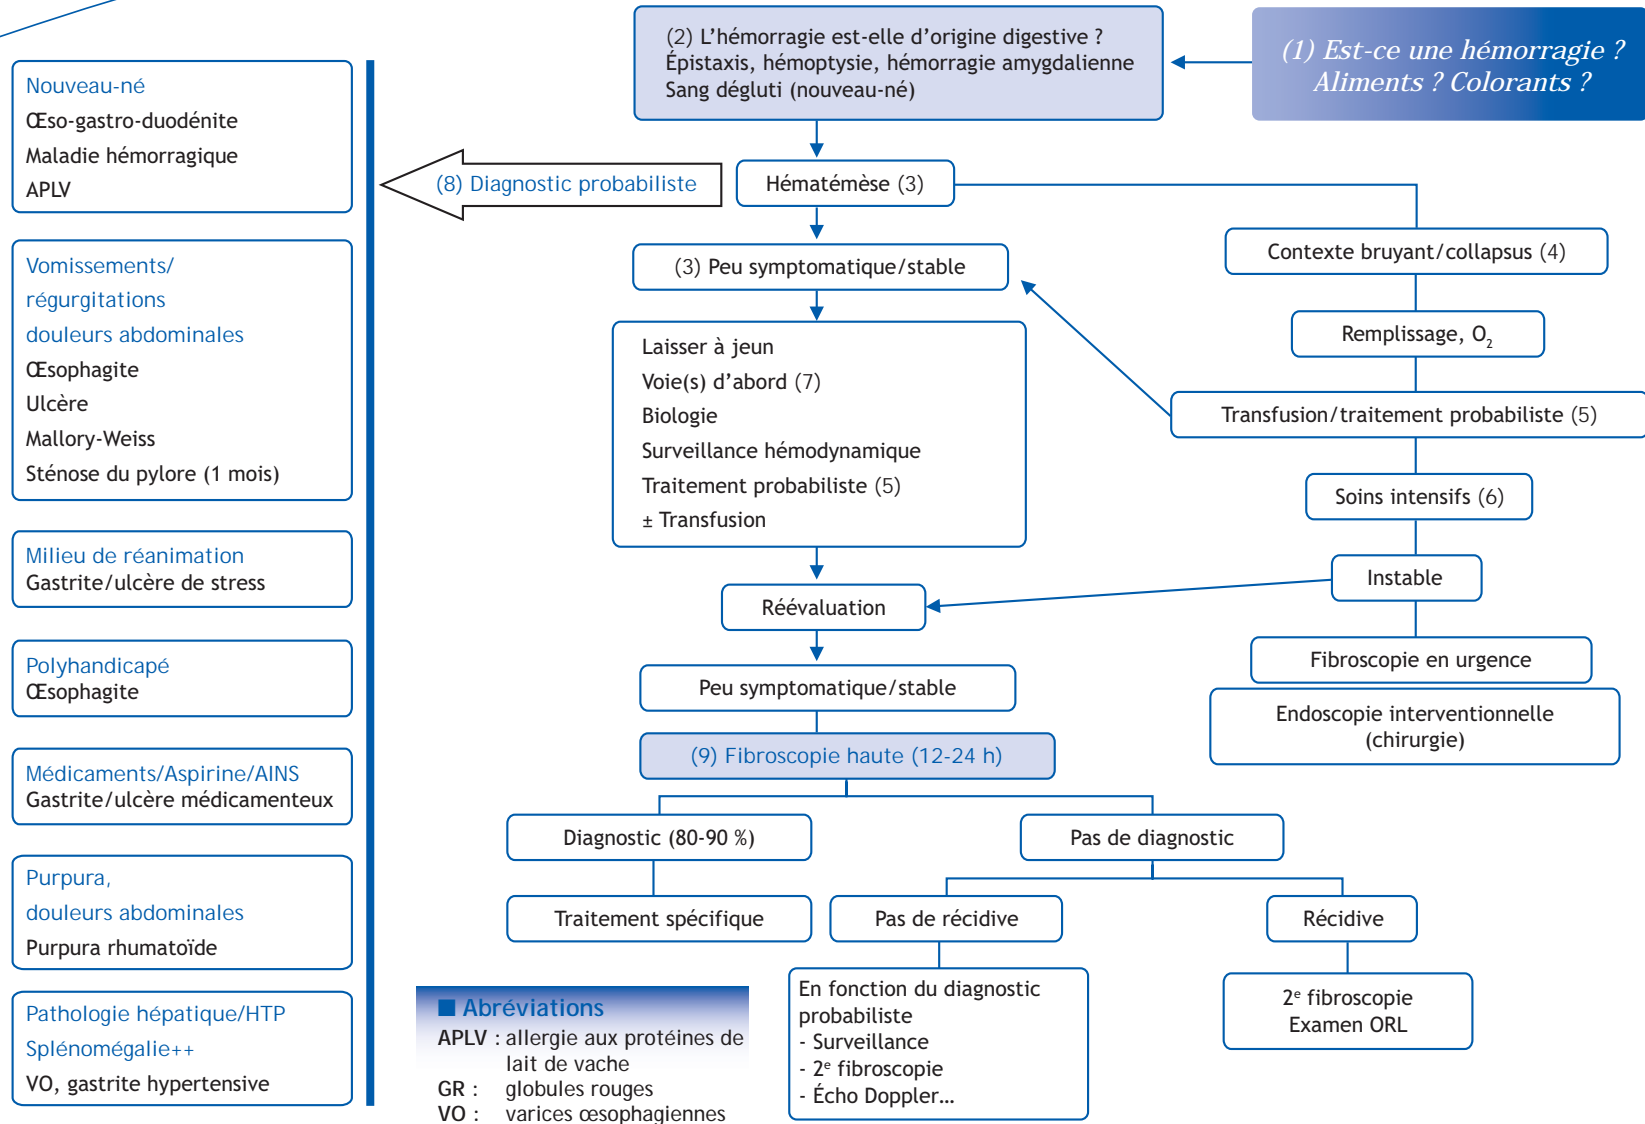 (1) Est-ce une hémorragie ?
Aliments ? Colorants ?
(2) L’hémorragie est-elle d’origine digestive ?
Épistaxis, hémoptysie, hémorragie amygdalienne
Sang dégluti (nouveau-né)
Hématémèse (3)
(8) Diagnostic probabiliste
Nouveau-né
Œso-gastro-duodénite
Maladie hémorragique
APLV
Vomissements/
régurgitations
douleurs abdominales
Œsophagite
Ulcère
Mallory-Weiss
Sténose du pylore (1 mois)
Milieu de réanimation
Gastrite/ulcère de stress
Polyhandicapé
Œsophagite
Médicaments/Aspirine/AINS
Gastrite/ulcère médicamenteux
Purpura,
douleurs abdominales
Purpura rhumatoïde
Pathologie hépatique/HTP
Splénomégalie++
VO, gastrite hypertensive
(3) Peu symptomatique/stable
Laisser à jeun
Voie(s) d’abord (7)
Biologie
Surveillance hémodynamique
Traitement probabiliste (5)
± Transfusion
Réévaluation
Peu symptomatique/stable
(9) Fibroscopie haute (12-24 h)
Contexte bruyant/collapsus (4)
Remplissage, O2
Transfusion/traitement probabiliste (5)
Soins intensifs (6)
Instable
Fibroscopie en urgence
Endoscopie interventionnelle
(chirurgie)
Diagnostic (80-90 %)
Pas de diagnostic
Traitement spécifique
Pas de récidive
Récidive
En fonction du diagnostic
probabiliste
- Surveillance
- 2e fibroscopie
- Écho Doppler…
2e fibroscopie
Examen ORL
■ Abréviations
APLV : allergie aux protéines de
lait de vache
GR : globules rouges
VO : varices œsophagiennes